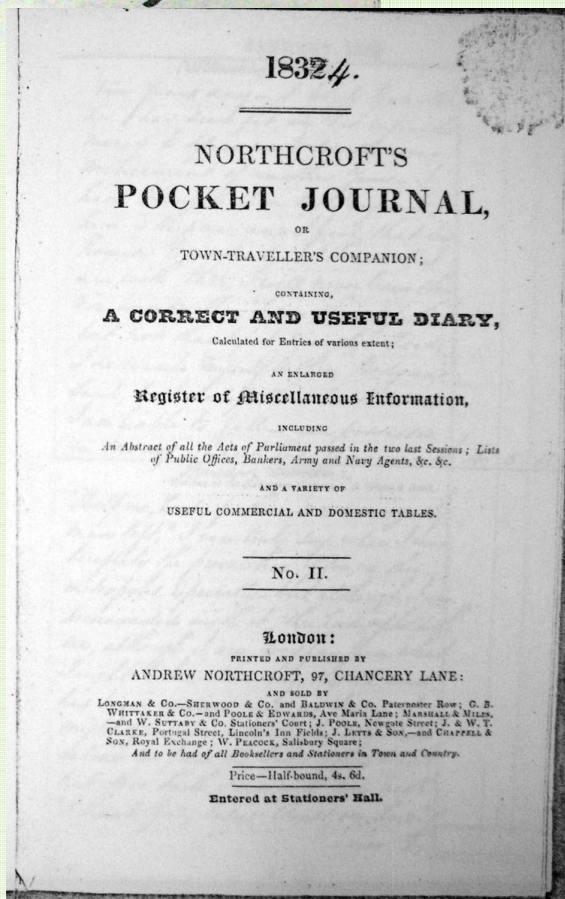 18324.
NORTHCROFT'S
POCKET JOURNAL,
OR
TOWN-TRAVELLER'S COMPANION;
CONTAINING,
A CORRECT AND USEFUL DIARY,
Calculated for Entries of various extent;
AN ENLARGED
Register of Miscellaneous Information,
INCLUDING
An Abstract of all the Acts of Parliament passed in the two last Sessions; Lists
of Public Offices, Bankers, Army and Navy Agents, &c. &c.
AND A VARIETY OF
USEFUL COMMERCIAL AND DOMESTIC TABLES.
No. II.
London:
PRINTED AND PUBLISHED BY
ANDREW NORTHCROFT, 97, CHANCERY LANE:
AND SOLD BY
LONGMAN & Co.—SHERWOOD & Co. and BALDWIN & Co. Paternoster Row; G. B.
WHITTAKER & Co.—and POOLE & EDWARDS, Ave Maria Lane; MARSHALL & MILES,
—and W. SUTTABY & Co. Stationers' Court; J. POOLE, Newgate Street; J. & W. T.
CLARKE, Portugal Street, Lincoln's Inn Fields; J. LETTS & SON,—and CHAPPELL &
SON, Royal Exchange; W. PEACOCK, Salisbury Square;
And to be had of all Booksellers and Stationers in Town and Country.
Price—Half-bound, 4s. 6d.
Entered at Stationers' Hall.